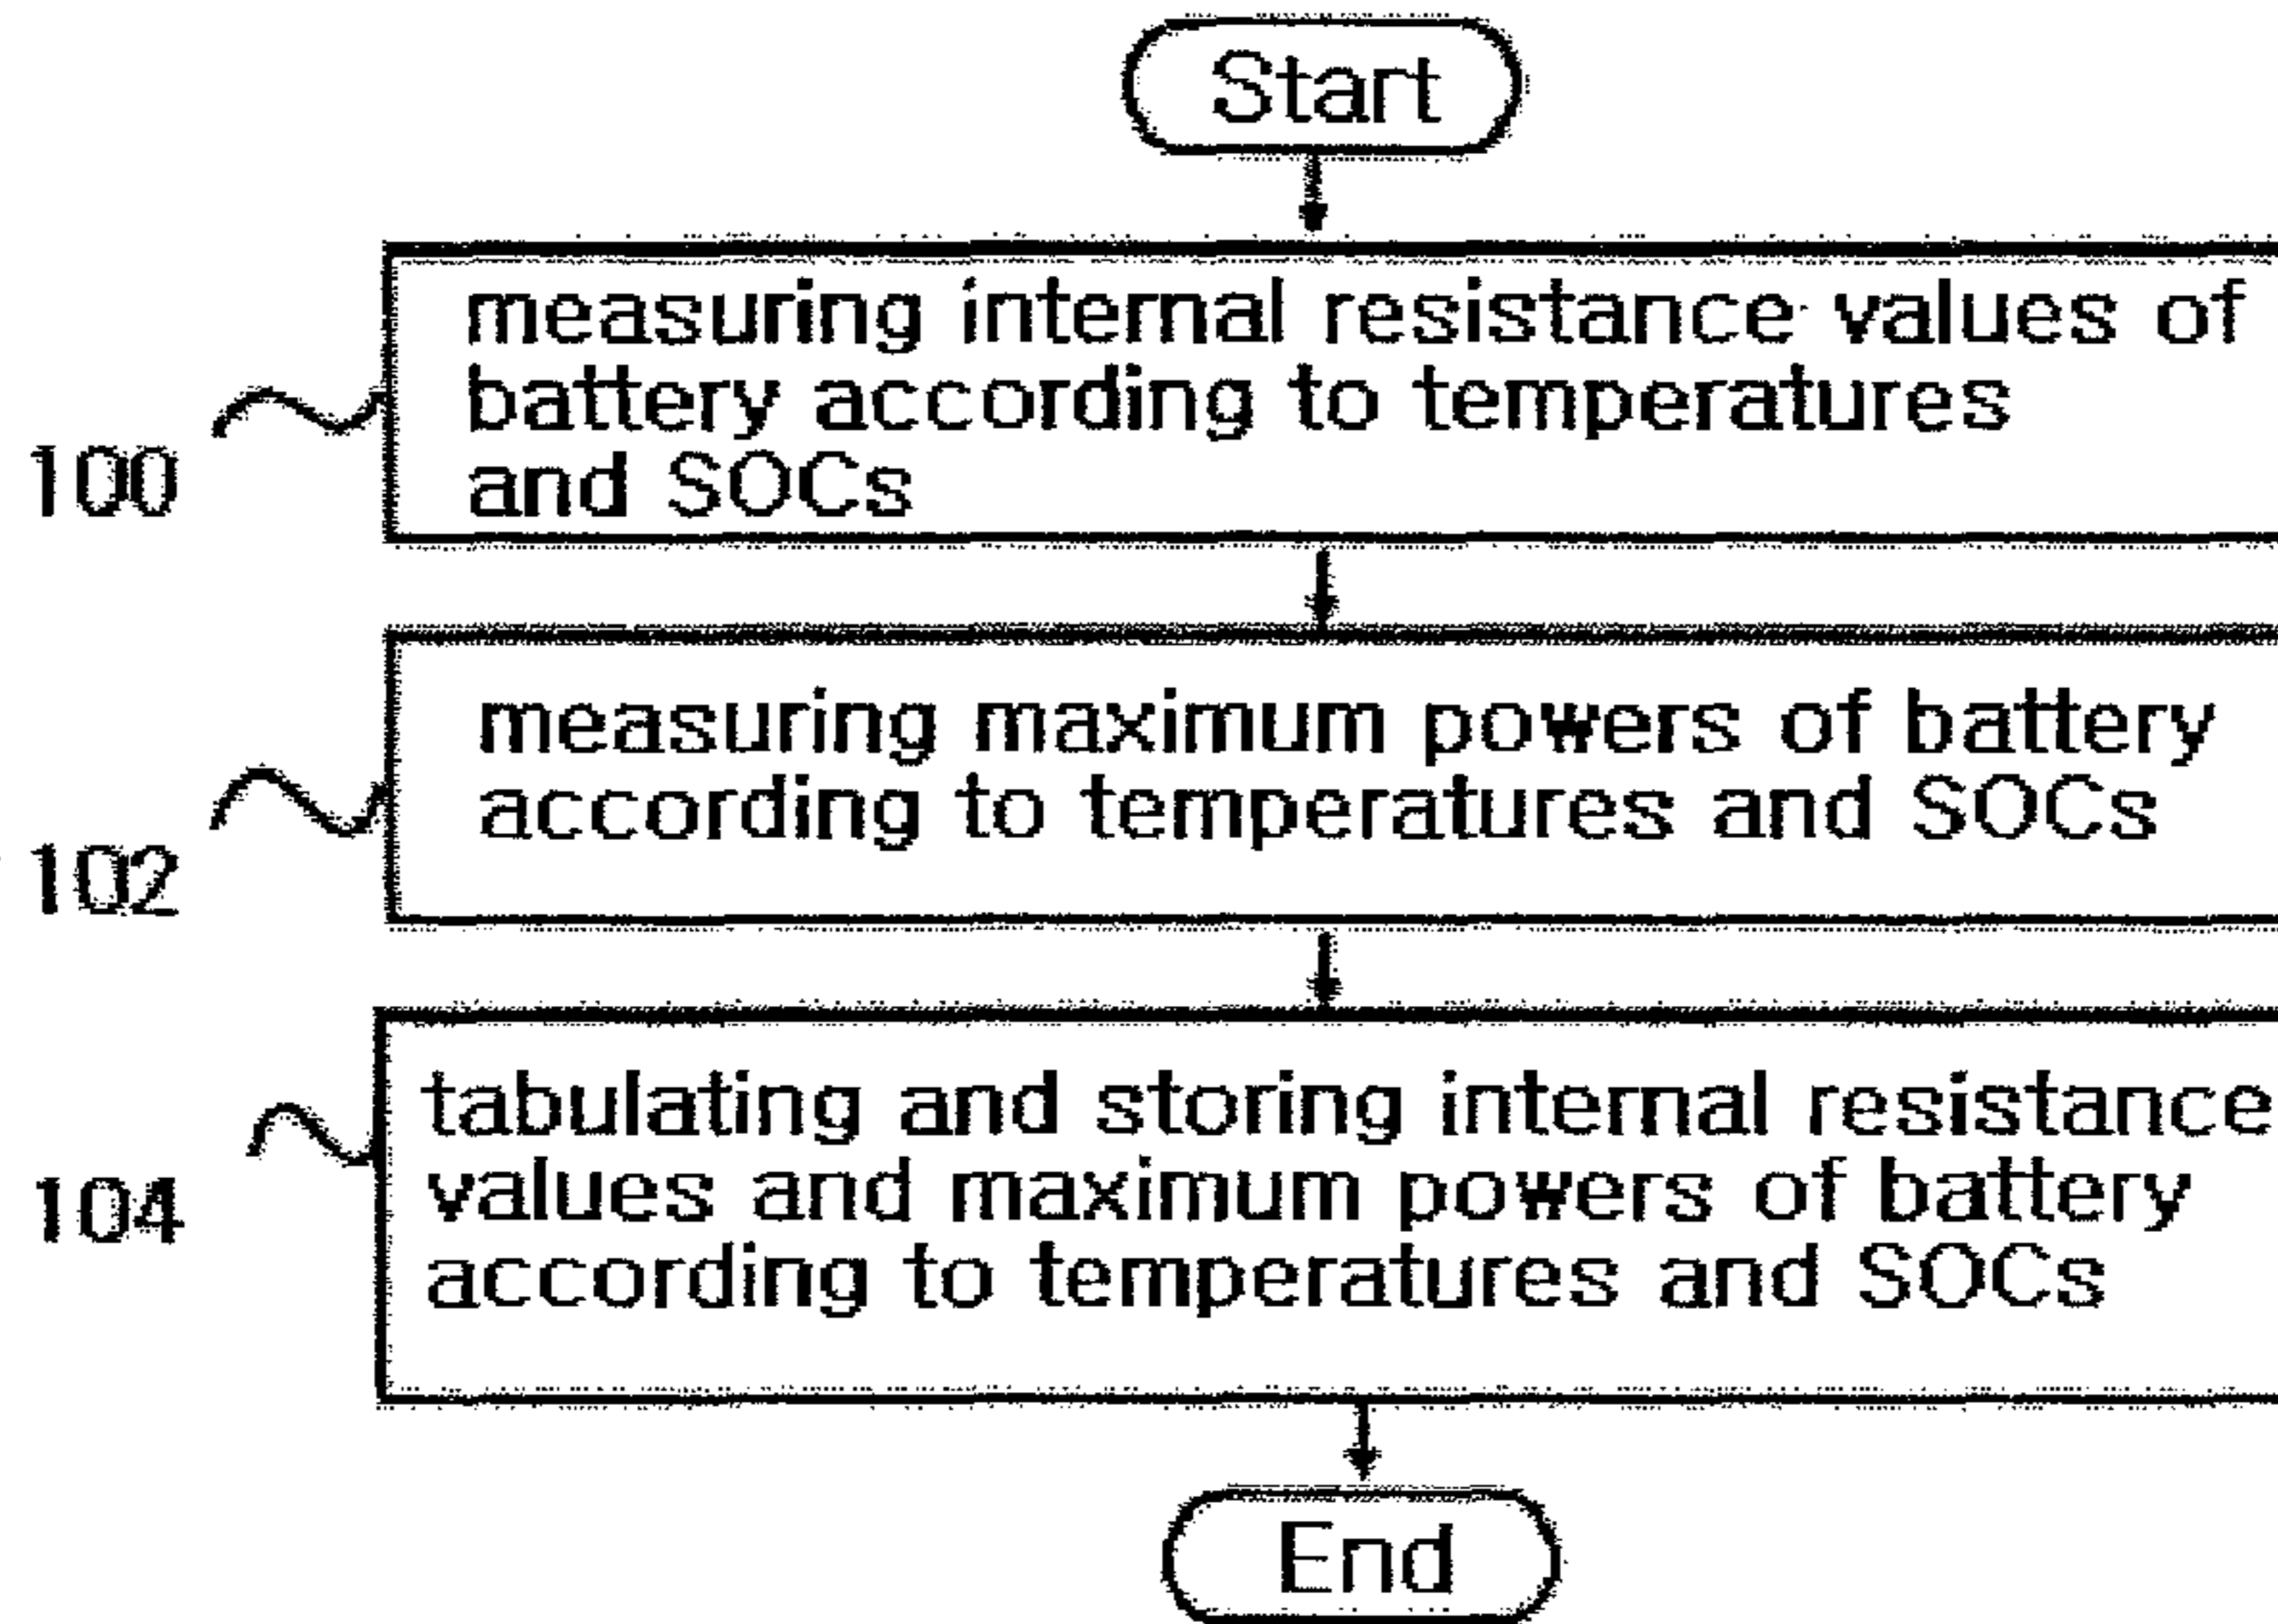 Start
measuring internal resistance values of
battery according to temperatures
and SOCs
100
measuring maximum powers of battery
according to temperatures and SOCs
102
tabulating and storing internal resistance
values and maximum powers of battery
according to temperatures and SOCs
104
End